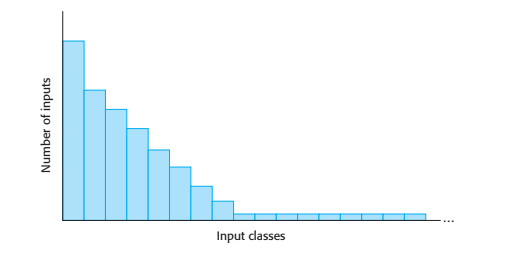 Number of inputs
...
Input classes